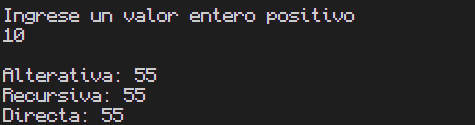 Ingrese un valor entero positivo
10
Alterativa: 55
Recursiva: 55
Directa: 55